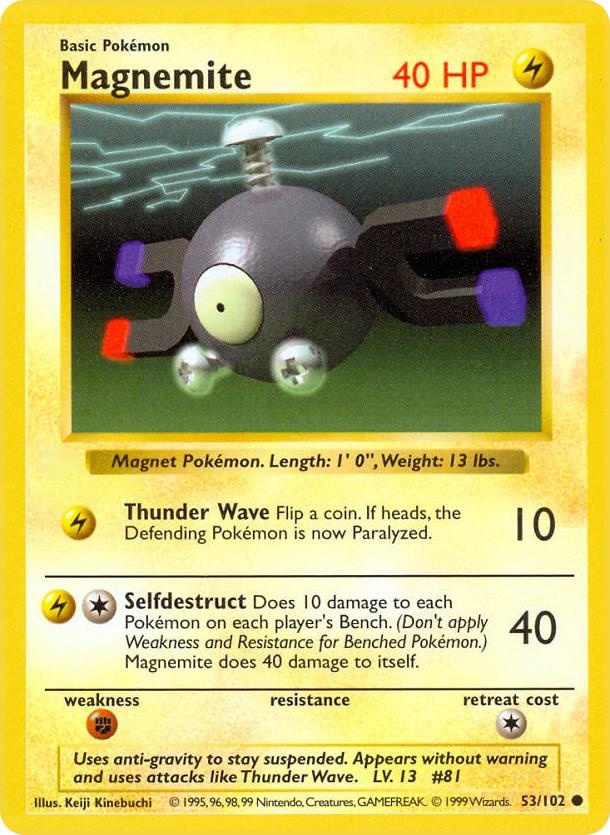 Basic Pokémon
Magnemite 40 HP
Magnet Pokémon. Length: 1' 0", Weight: 13 lbs.
Thunder Wave Flip a coin. If heads, the
Defending Pokémon is now Paralyzed.
10
Selfdestruct Does 10 damage to each
Pokémon on each player's Bench. (Don't apply
Weakness and Resistance for Benched Pokémon.)
Magnemite does 40 damage to itself.
40
weakness resistance retreat cost
Uses anti-gravity to stay suspended. Appears without warning
and uses attacks like Thunder Wave. LV. 13 #81
Illus. Keiji Kinebuchi © 1995, 96, 98, 99 Nintendo, Creatures, GAMEFREAK. © 1999 Wizards. 53/102 ●